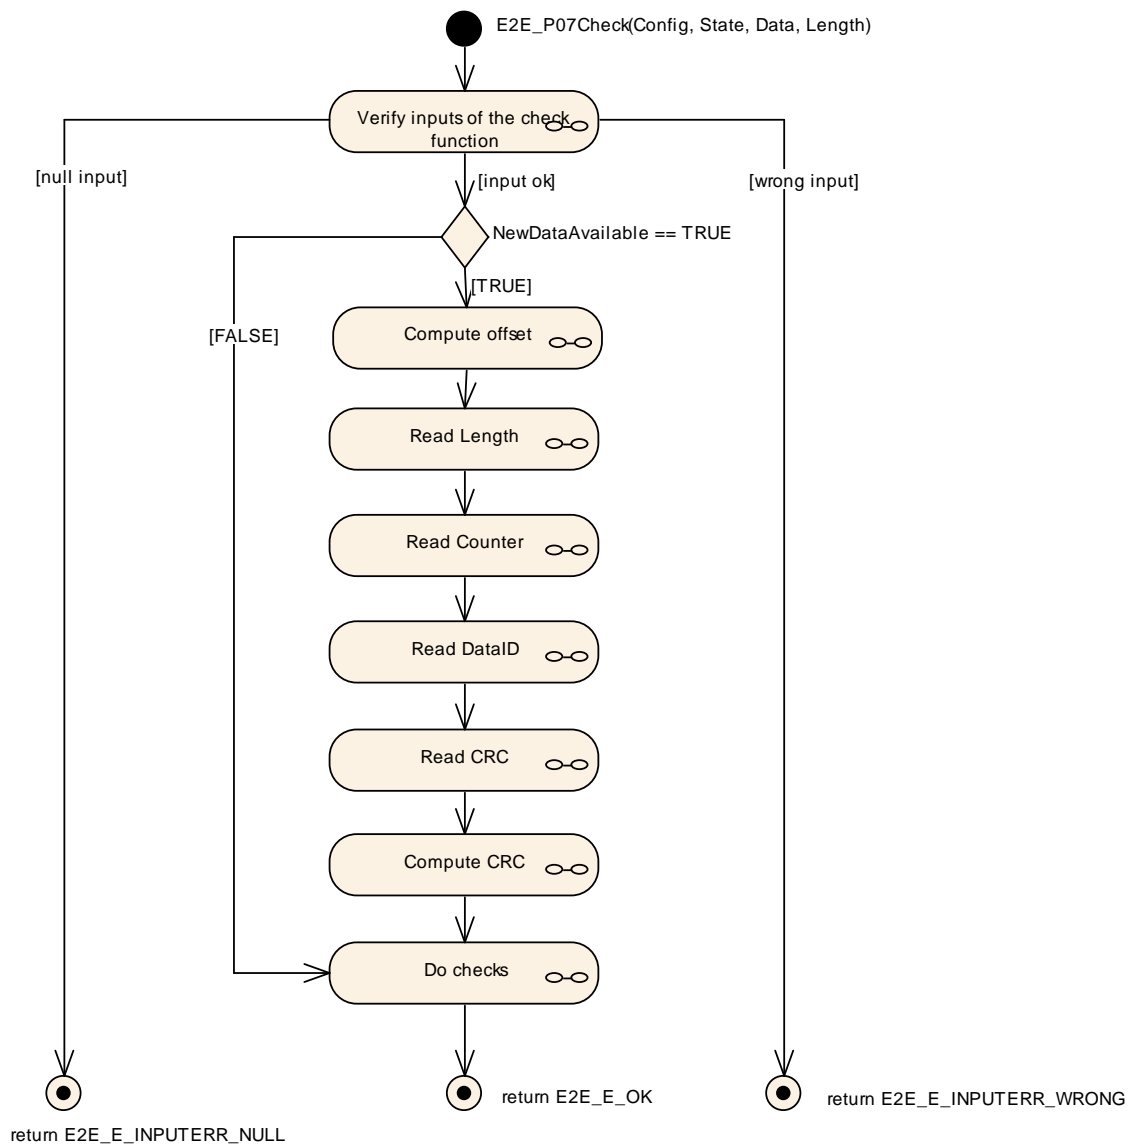 E2E_P07Check(Config, State, Data, Length)
Verify inputs of the check
function
[null input]
[input ok]
[wrong input]
NewDataAvailable == TRUE
[TRUE]
[FALSE]
Compute offset
Read Length
Read Counter
Read DataID
Read CRC
Compute CRC
Do checks
return E2E_E_OK
return E2E_E_INPUTERR_WRONG
return E2E_E_INPUTERR_NULL